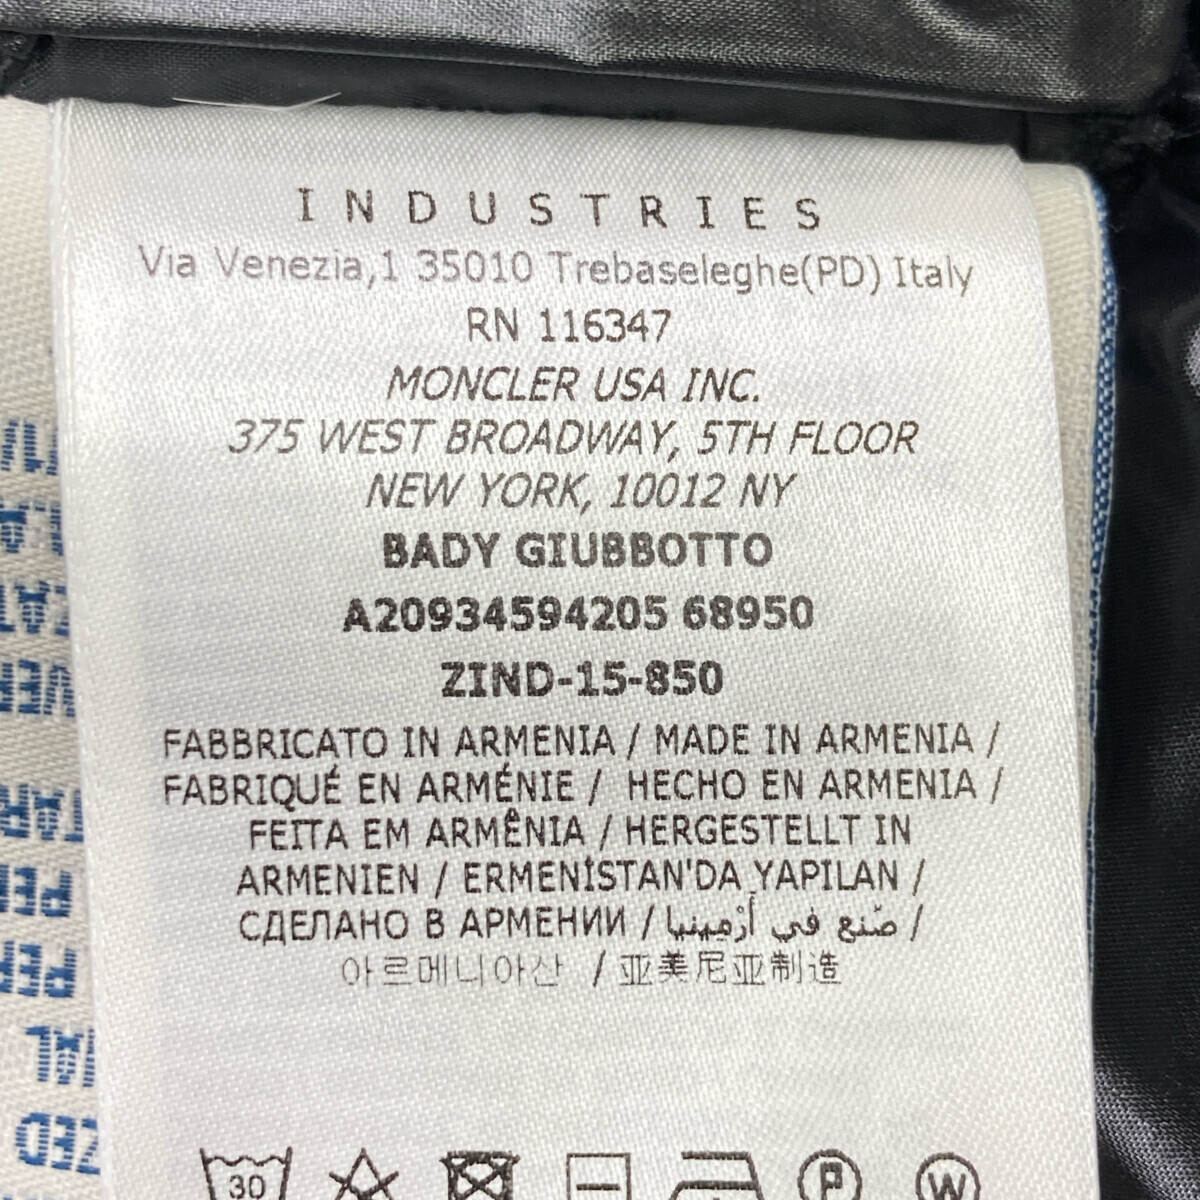 INDUSTRIES
Via Venezia,1 35010 Trebaseleghe(PD) Italy
RN 116347
MONCLER USA INC.
375 WEST BROADWAY, 5TH FLOOR
NEW YORK, 10012 NY
BADY GIUBBOTTO
A20934594205 68950
ZIND-15-850
FABBRICATO IN ARMENIA / MADE IN ARMENIA /
FABRIQUÉ EN ARMÉNIE / HECHO EN ARMENIA /
FEITA EM ARMÊNIA / HERGESTELLT IN
ARMENIEN / ERMENİSTAN'DA YAPILAN /
СДЕЛАНО В АРМЕНИИ / صّنع في أرْمِينيا /
아르메니아산 / 亚美尼亚制造
30 P W